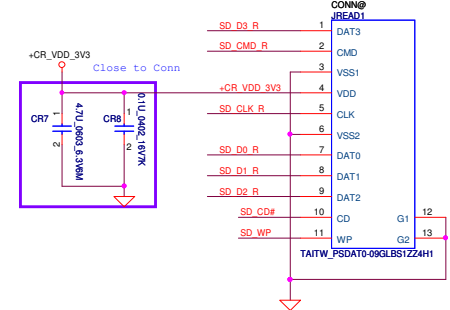 CONN@
JREAD1
SD_D3_R 1 DAT3
SD_CMD_R 2 CMD
3 VSS1
+CR_VDD_3V3 4 VDD
SD_CLK_R 5 CLK
6 VSS2
SD_D0_R 7 DAT0
SD_D1_R 8 DAT1
SD_D2_R 9 DAT2
SD_CD# 10 CD G1 12
SD_WP 11 WP G2 13
TAITW_PSDAT0-09GLBS1ZZ4H1
+CR_VDD_3V3
Close to Conn
CR7
1
2
4.7U_0603_6.3V6M
CR8
1
2
0.1U_0402_16V7K